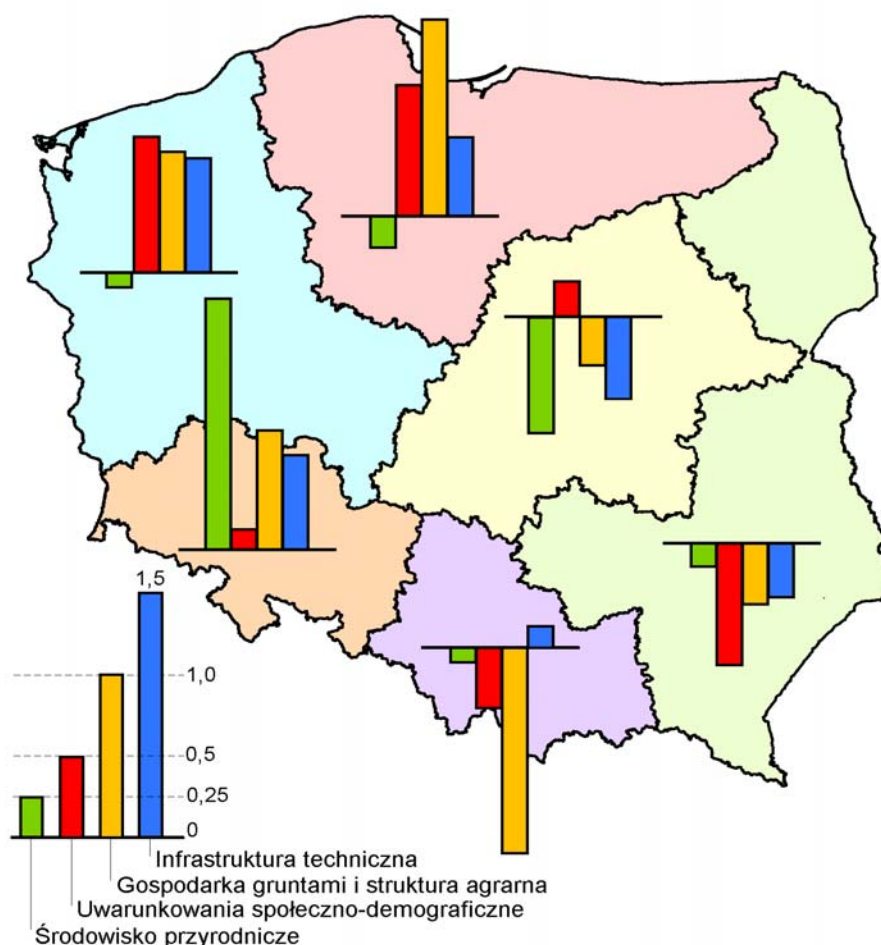 1,5
1,0
0,5
0,25
0
Infrastruktura techniczna
Gospodarka gruntami i struktura agrarna
Uwarunkowania społeczno-demograficzne
Środowisko przyrodnicze